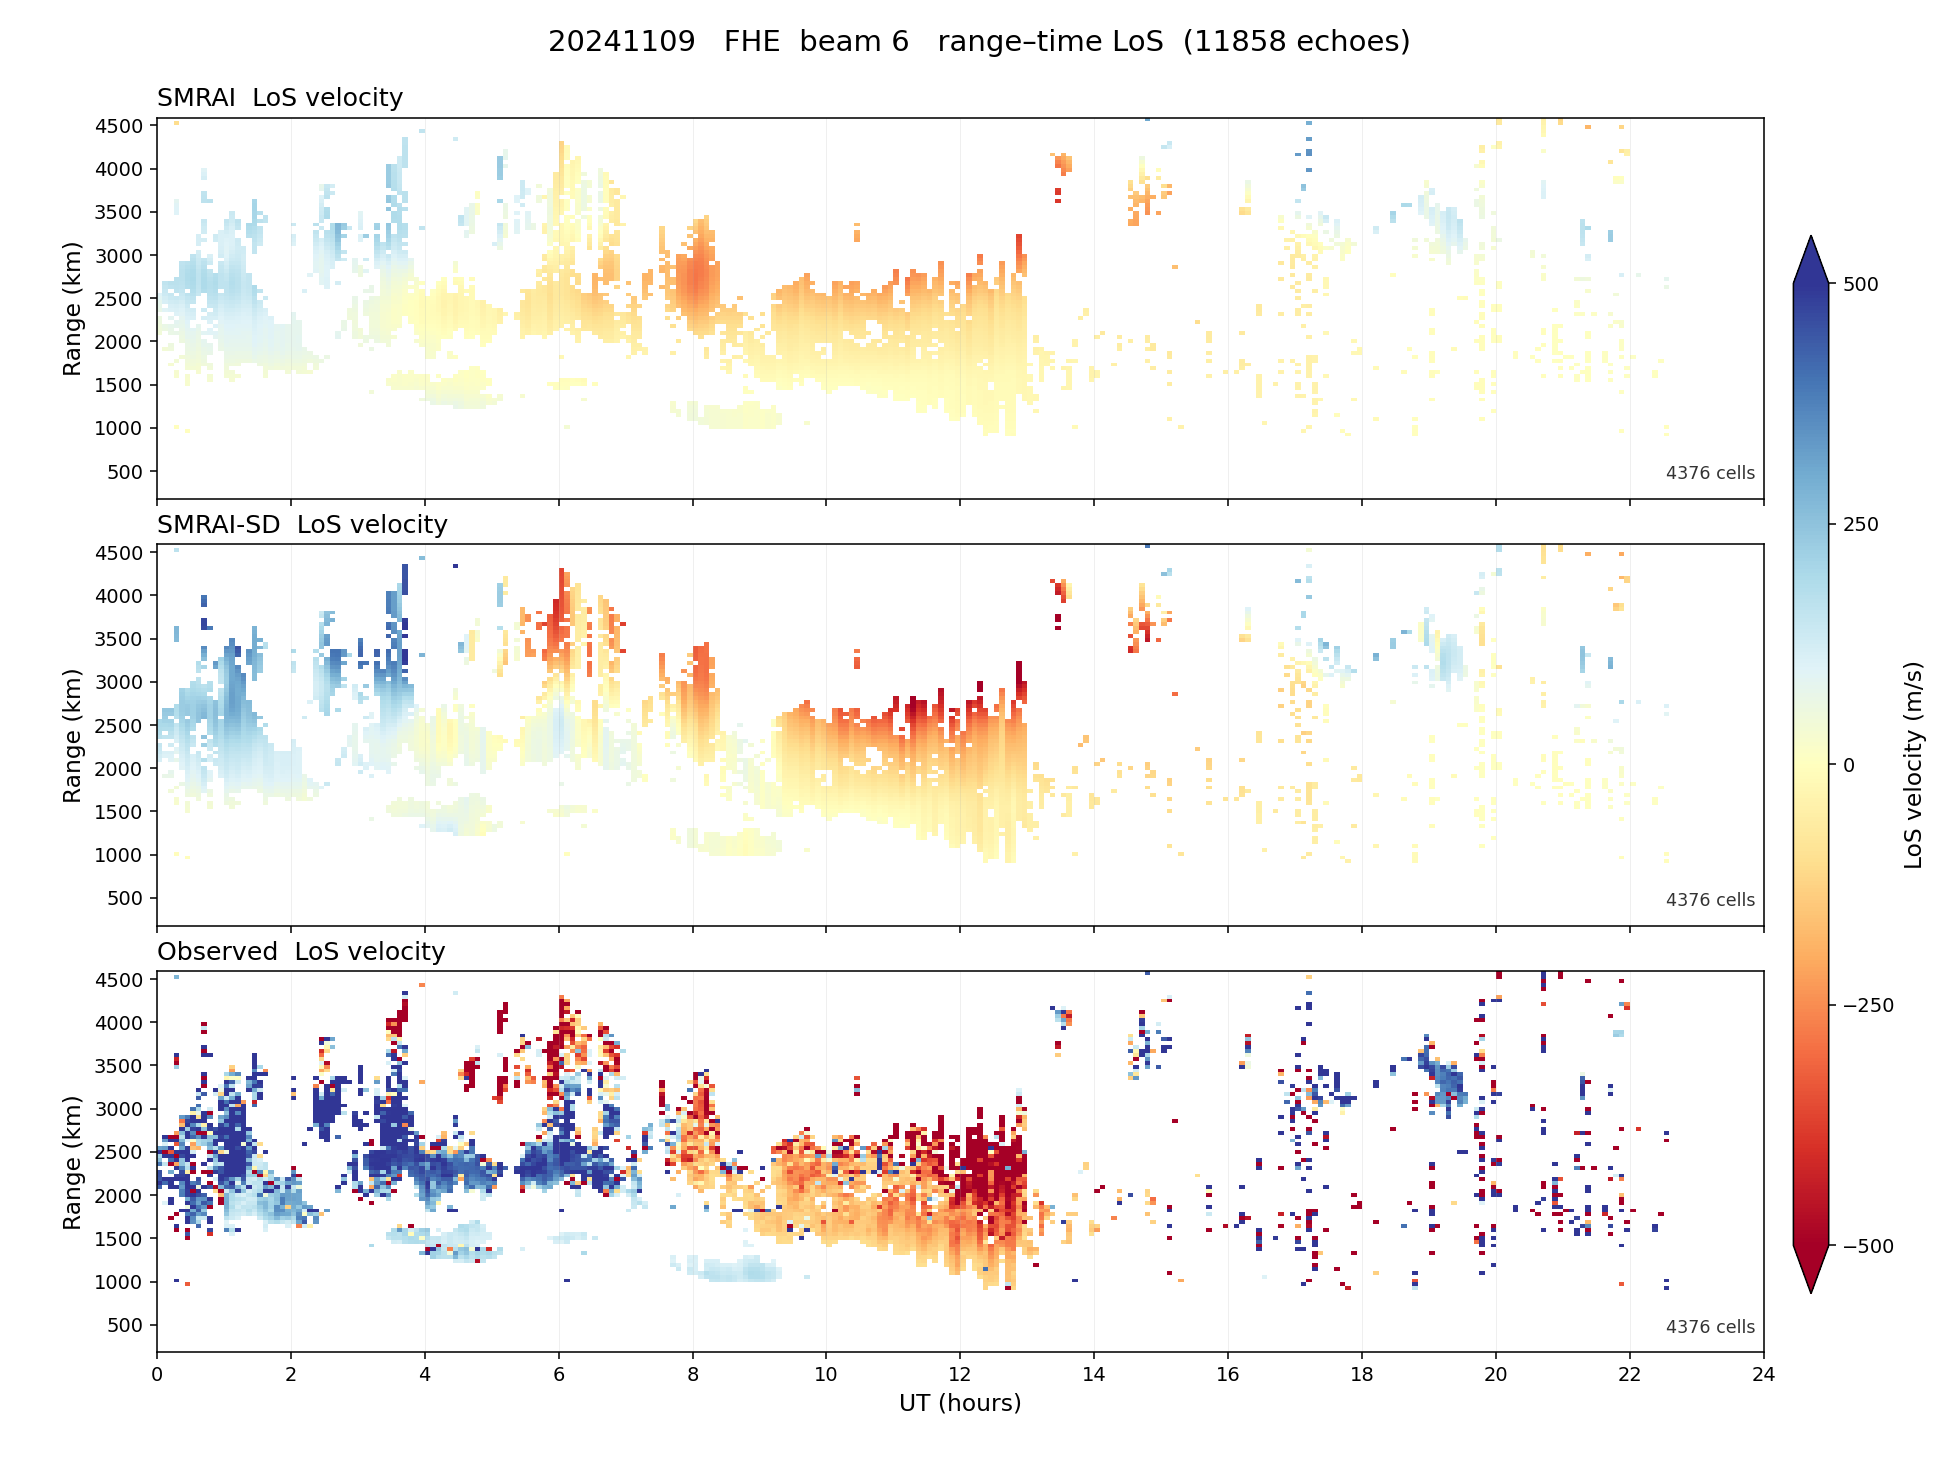 20241109   FHE  beam 6   range–time LoS  (11858 echoes)
SMRAI  LoS velocity
4500
4000
3500
3000
2500
2000
1500
1000
500
Range (km)
4376 cells
SMRAI-SD  LoS velocity
4500
4000
3500
3000
2500
2000
1500
1000
500
Range (km)
4376 cells
Observed  LoS velocity
4500
4000
3500
3000
2500
2000
1500
1000
500
Range (km)
4376 cells
0 2 4 6 8 10 12 14 16 18 20 22 24
UT (hours)
500
250
0
−250
−500
LoS velocity (m/s)